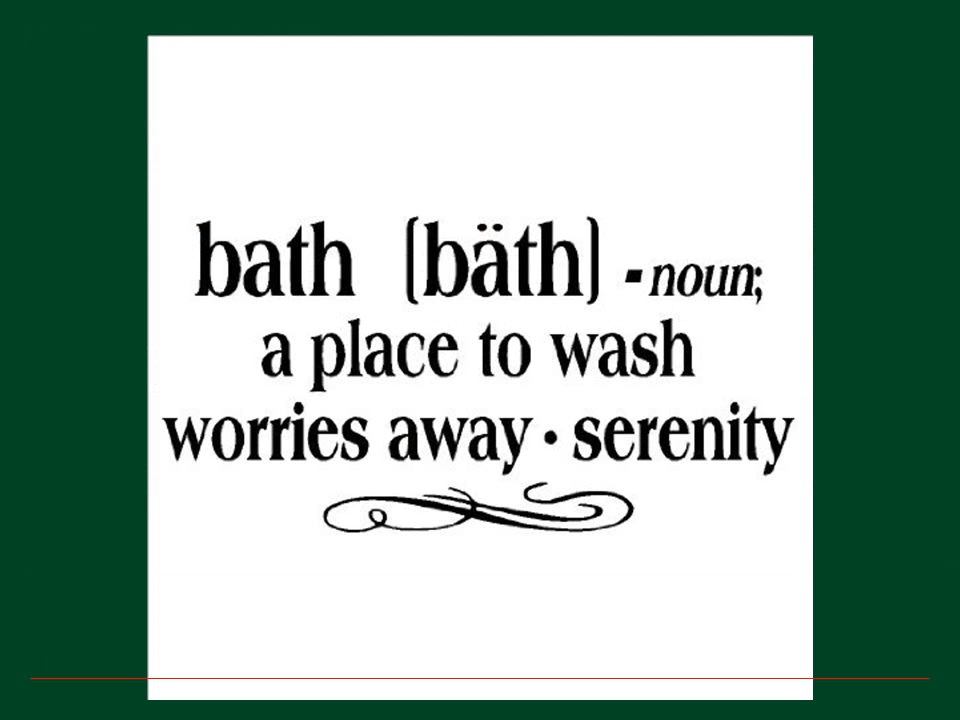 bath (bäth) - noun;
a place to wash
worries away • serenity